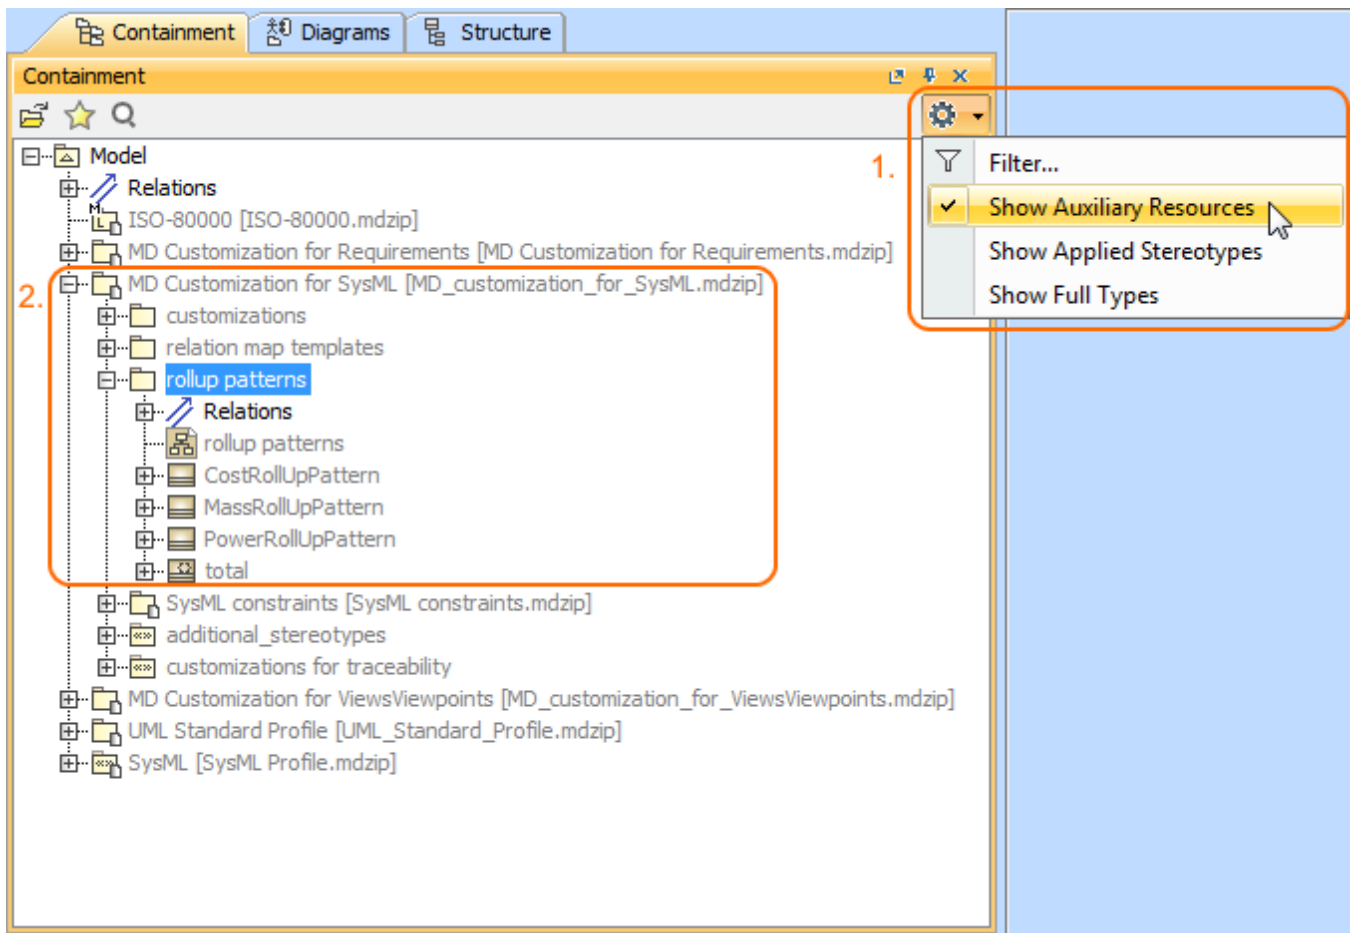 Containment Diagrams Structure
Containment
1.
Filter...
Show Auxiliary Resources
Show Applied Stereotypes
Show Full Types
Model
Relations
ISO-80000 [ISO-80000.mdzip]
MD Customization for Requirements [MD Customization for Requirements.mdzip]
2.
MD Customization for SysML [MD_customization_for_SysML.mdzip]
customizations
relation map templates
rollup patterns
Relations
rollup patterns
CostRollUpPattern
MassRollUpPattern
PowerRollUpPattern
total
SysML constraints [SysML constraints.mdzip]
additional_stereotypes
customizations for traceability
MD Customization for ViewsViewpoints [MD_customization_for_ViewsViewpoints.mdzip]
UML Standard Profile [UML_Standard_Profile.mdzip]
SysML [SysML Profile.mdzip]